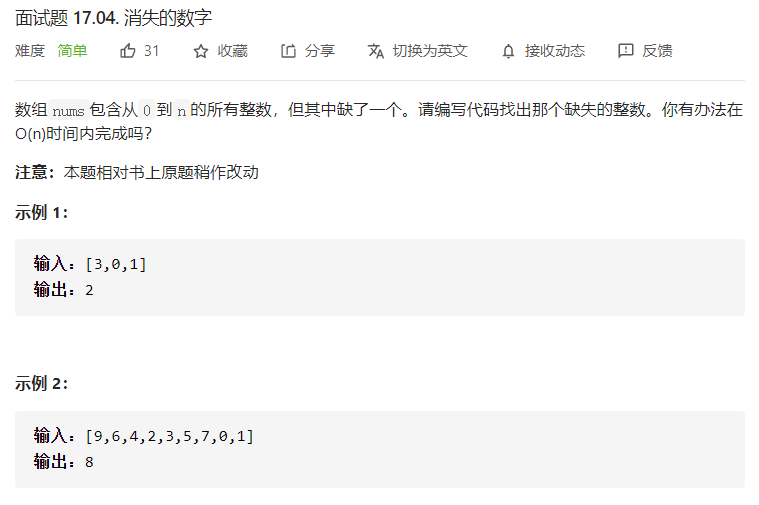 面试题 17.04. 消失的数字
难度 简单 31 收藏 分享 切换为英文 接收动态 反馈
数组 nums 包含从 0 到 n 的所有整数，但其中缺了一个。请编写代码找出那个缺失的整数。你有办法在
O(n)时间内完成吗？
注意：本题相对书上原题稍作改动
示例 1：
输入：[3,0,1]
输出：2
示例 2：
输入：[9,6,4,2,3,5,7,0,1]
输出：8